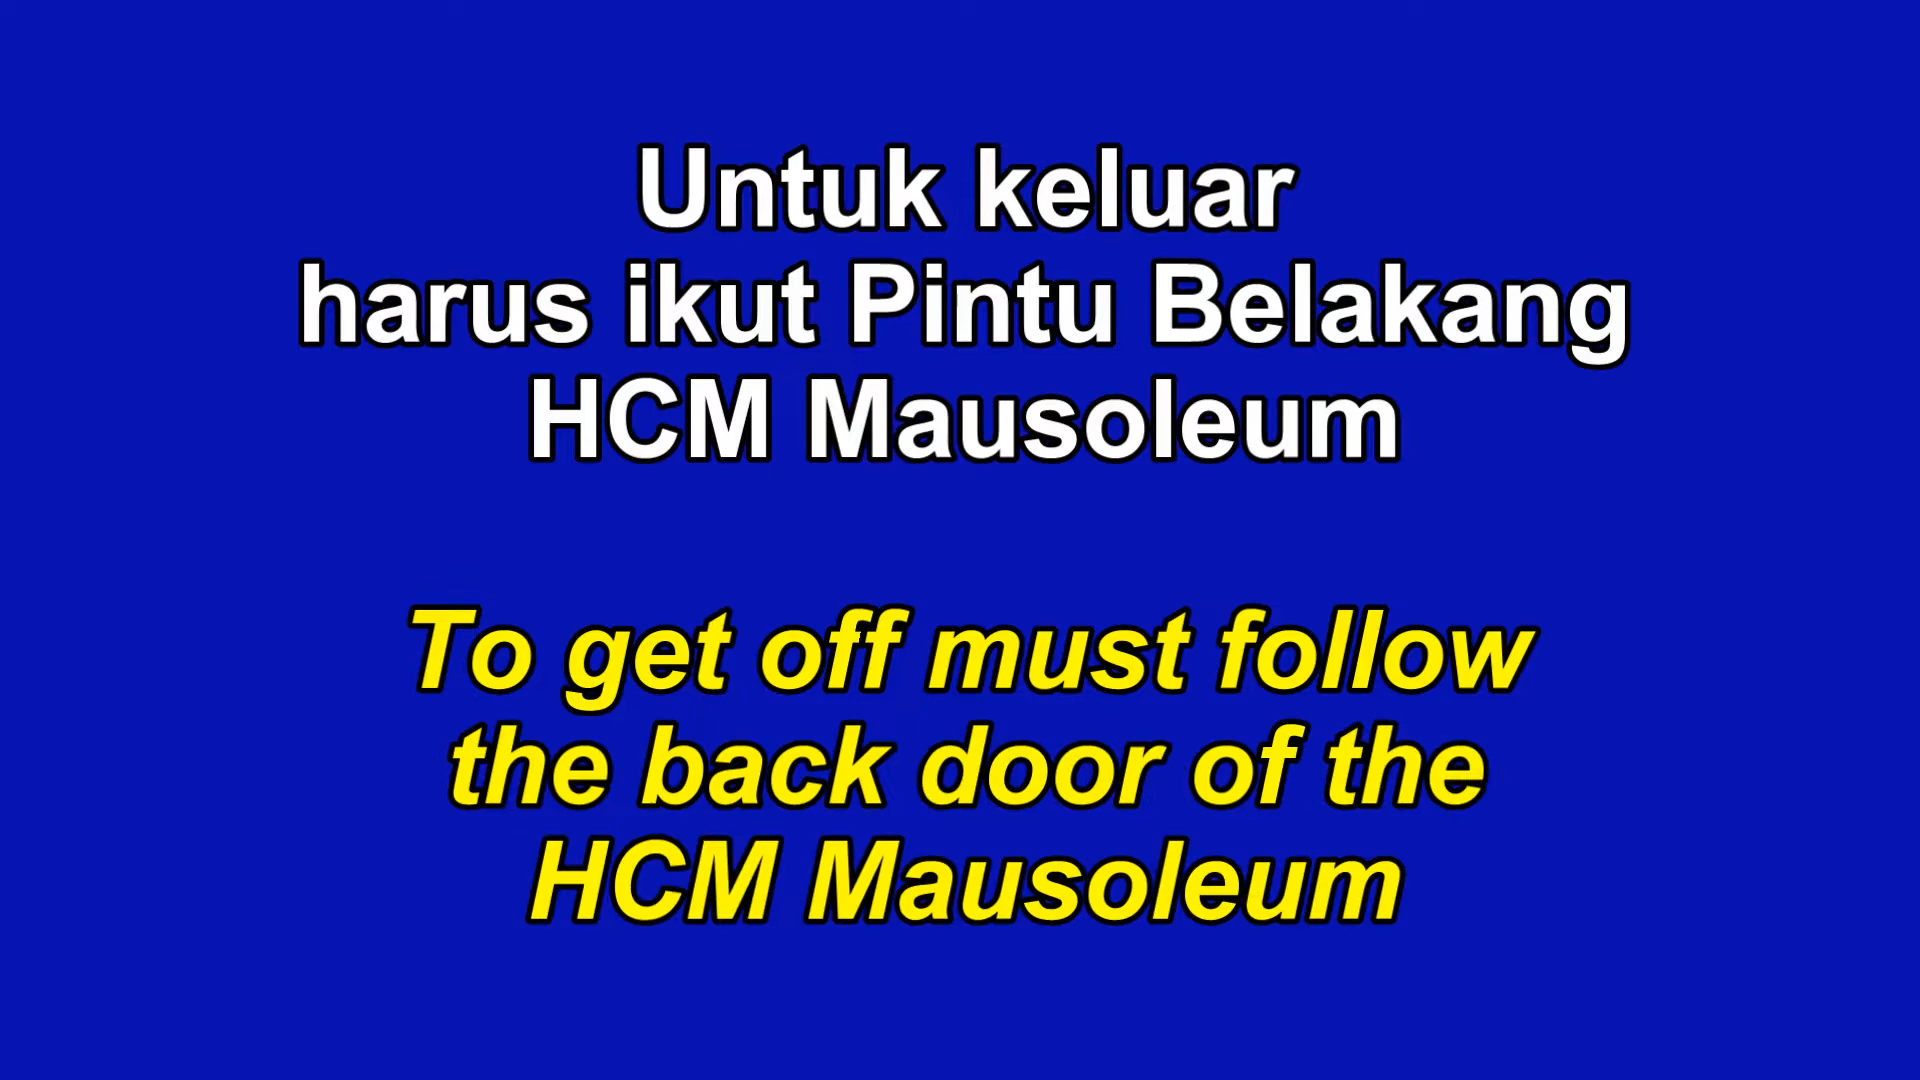 Untuk keluar
harus ikut Pintu Belakang
HCM Mausoleum
To get off must follow
the back door of the
HCM Mausoleum